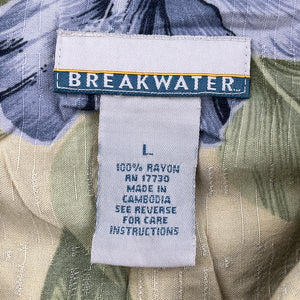 BREAKWATER
L
100% RAYON
RN 17730
MADE IN
CAMBODIA
SEE REVERSE
FOR CARE
INSTRUCTIONS